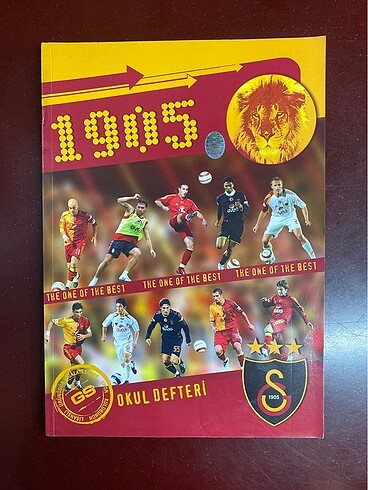 1905
THE ONE OF THE BEST
THE ONE OF THE BEST
THE ONE OF THE BEST
GS
OKUL DEFTERİ
1905